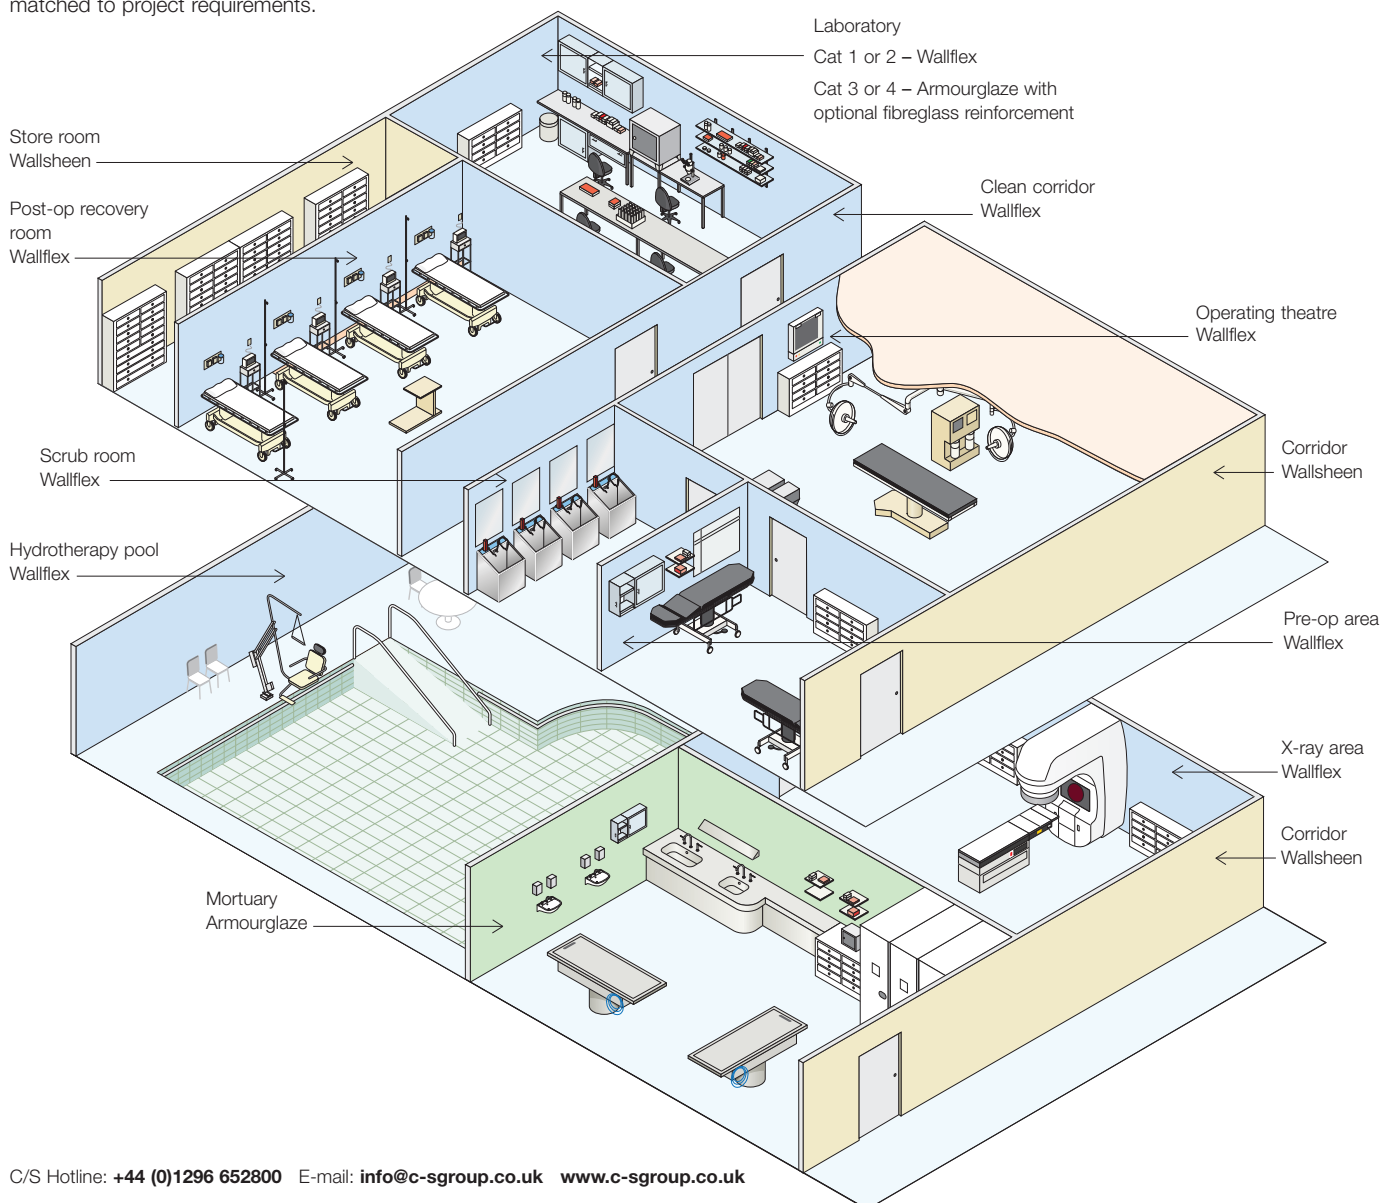 matched to project requirements.
Laboratory
Cat 1 or 2 – Wallflex
Cat 3 or 4 – Armourglaze with
optional fibreglass reinforcement
Store room
Wallsheen
Clean corridor
Wallflex
Post-op recovery
room
Wallflex
Operating theatre
Wallflex
Scrub room
Wallflex
Corridor
Wallsheen
Hydrotherapy pool
Wallflex
Pre-op area
Wallflex
X-ray area
Wallflex
Corridor
Wallsheen
Mortuary
Armourglaze
C/S Hotline: +44 (0)1296 652800 E-mail: info@c-sgroup.co.uk www.c-sgroup.co.uk